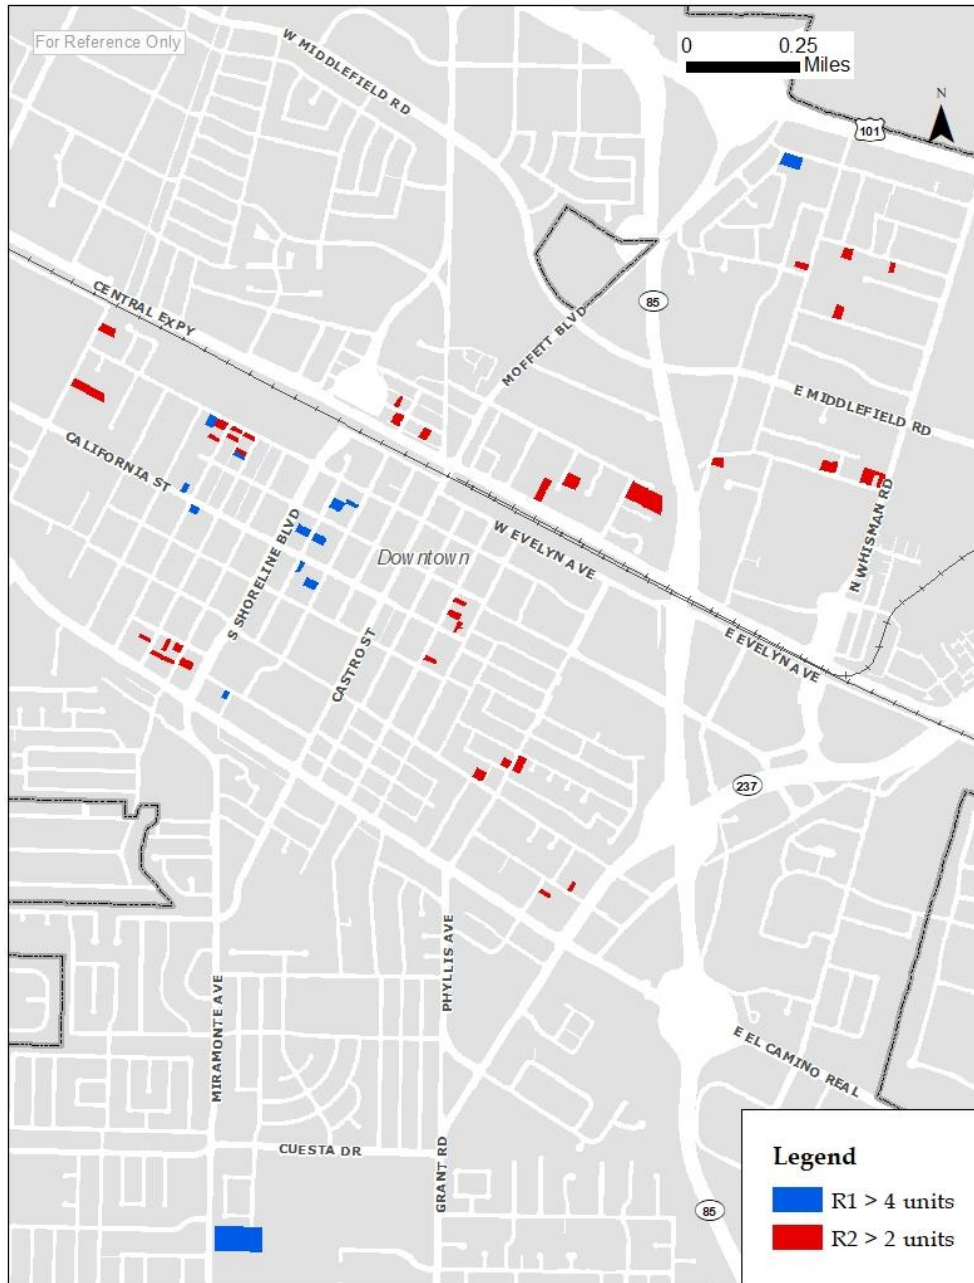 For Reference Only
W MIDDLEFIELD RD
0 0.25
Miles
N
101
CENTRAL EXPY
85
MOFFETT BLVD
E MIDDLEFIELD RD
CALIFORNIA ST
S SHORELINE BLVD
Downtown
W EVELYN AVE
N WHISMAN RD
CASTRO ST
E EVELYN AVE
237
PHYLLIS AVE
MIRAMONTE AVE
E EL CAMINO REAL
CUESTA DR
GRANT RD
85
Legend
R1 > 4 units
R2 > 2 units